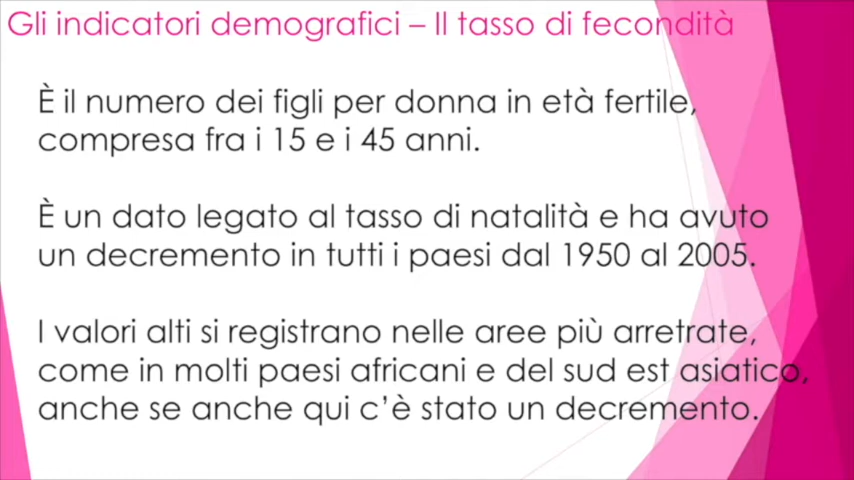 Gli indicatori demografici – Il tasso di fecondità
È il numero dei figli per donna in età fertile,
compresa fra i 15 e i 45 anni.
È un dato legato al tasso di natalità e ha avuto
un decremento in tutti i paesi dal 1950 al 2005.
I valori alti si registrano nelle aree più arretrate,
come in molti paesi africani e del sud est asiatico,
anche se anche qui c’è stato un decremento.